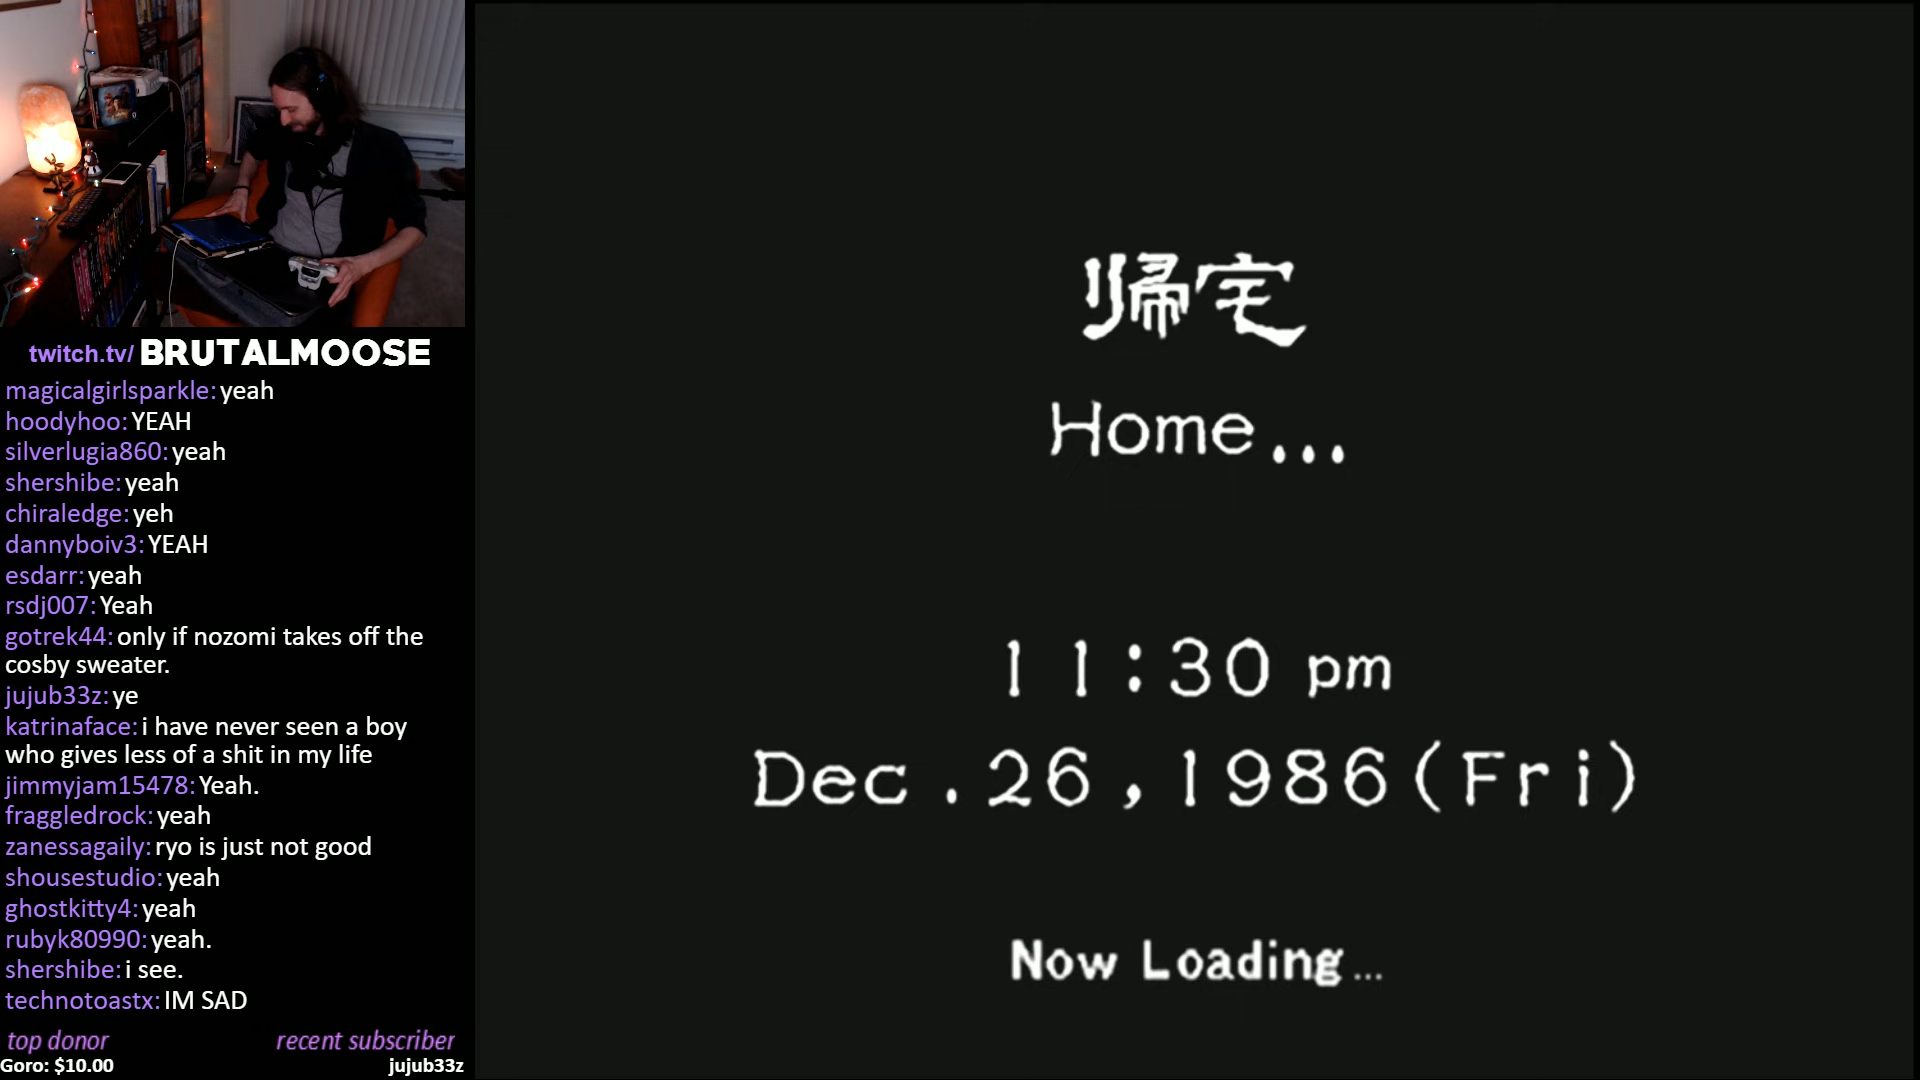 twitch.tv/BRUTALMOOSE
magicalgirlsparkle: yeah
hoodyhoo: YEAH
silverlugia860: yeah
shershibe: yeah
chiraledge: yeh
dannyboiv3: YEAH
esdarr: yeah
rsdj007: Yeah
gotrek44: only if nozomi takes off the
cosby sweater.
jujub33z: ye
katrinaface: i have never seen a boy
who gives less of a shit in my life
jimmyjam15478: Yeah.
fraggledrock: yeah
zanessagaily: ryo is just not good
shousestudio: yeah
ghostkitty4: yeah
rubyk80990: yeah.
shershibe: i see.
technotoastx: IM SAD
top donor
Goro: $10.00
recent subscriber
jujub33z
帰宅
Home...
11:30 pm
Dec.26,1986(Fri)
Now Loading...